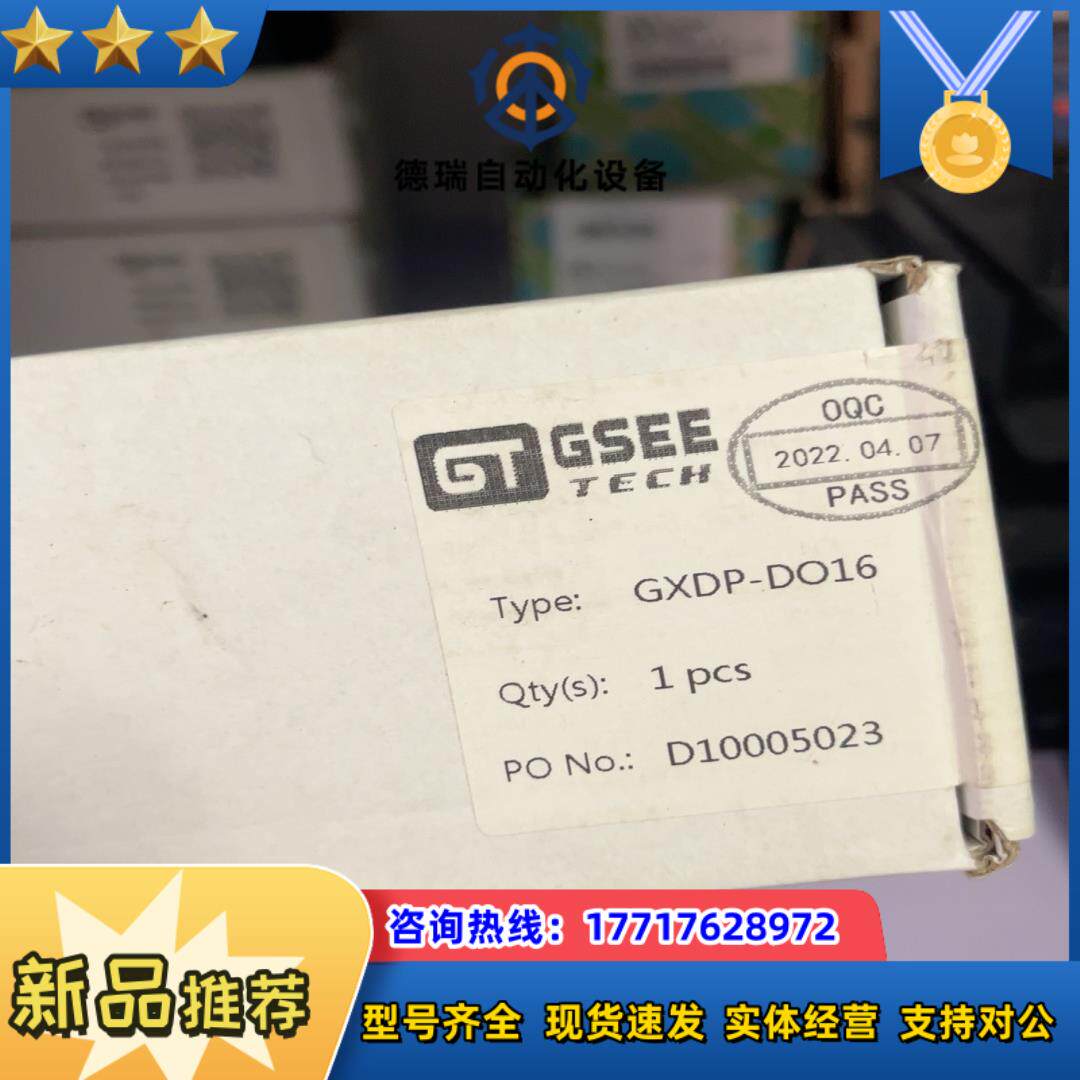 德瑞自动化设备
GT GSEE
TECH
OQC
2022.04.07
PASS
Type: GXDP-DO16
Qty(s): 1 pcs
PO No.: D10005023
咨询热线：17717628972
新品推荐
型号齐全 现货速发 实体经营 支持对公